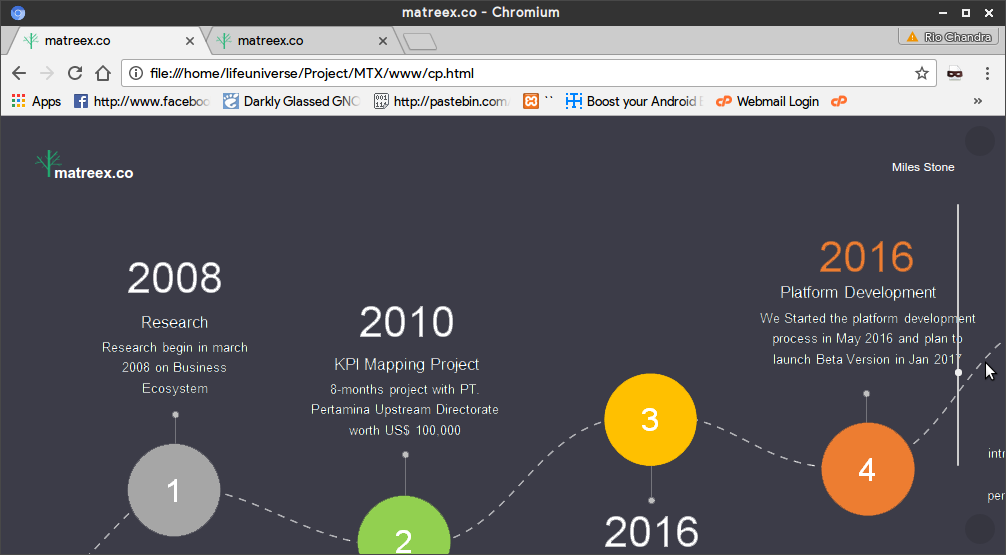 matreex.co - Chromium
matreex.co
matreex.co
Rio Chandra
file:///home/lifeuniverse/Project/MTX/www/cp.html
Apps
http://www.faceboo
Darkly Glassed GNO
http://pastebin.com/
``
Boost your Android E
Webmail Login
»
matreex.co
Miles Stone
2008
Research
Research begin in march
2008 on Business
Ecosystem
1
2010
KPI Mapping Project
8-months project with PT.
Pertamina Upstream Directorate
worth US$ 100,000
2
3
2016
2016
Platform Development
We Started the platform development
process in May 2016 and plan to
launch Beta Version in Jan 2017
4
intr
per